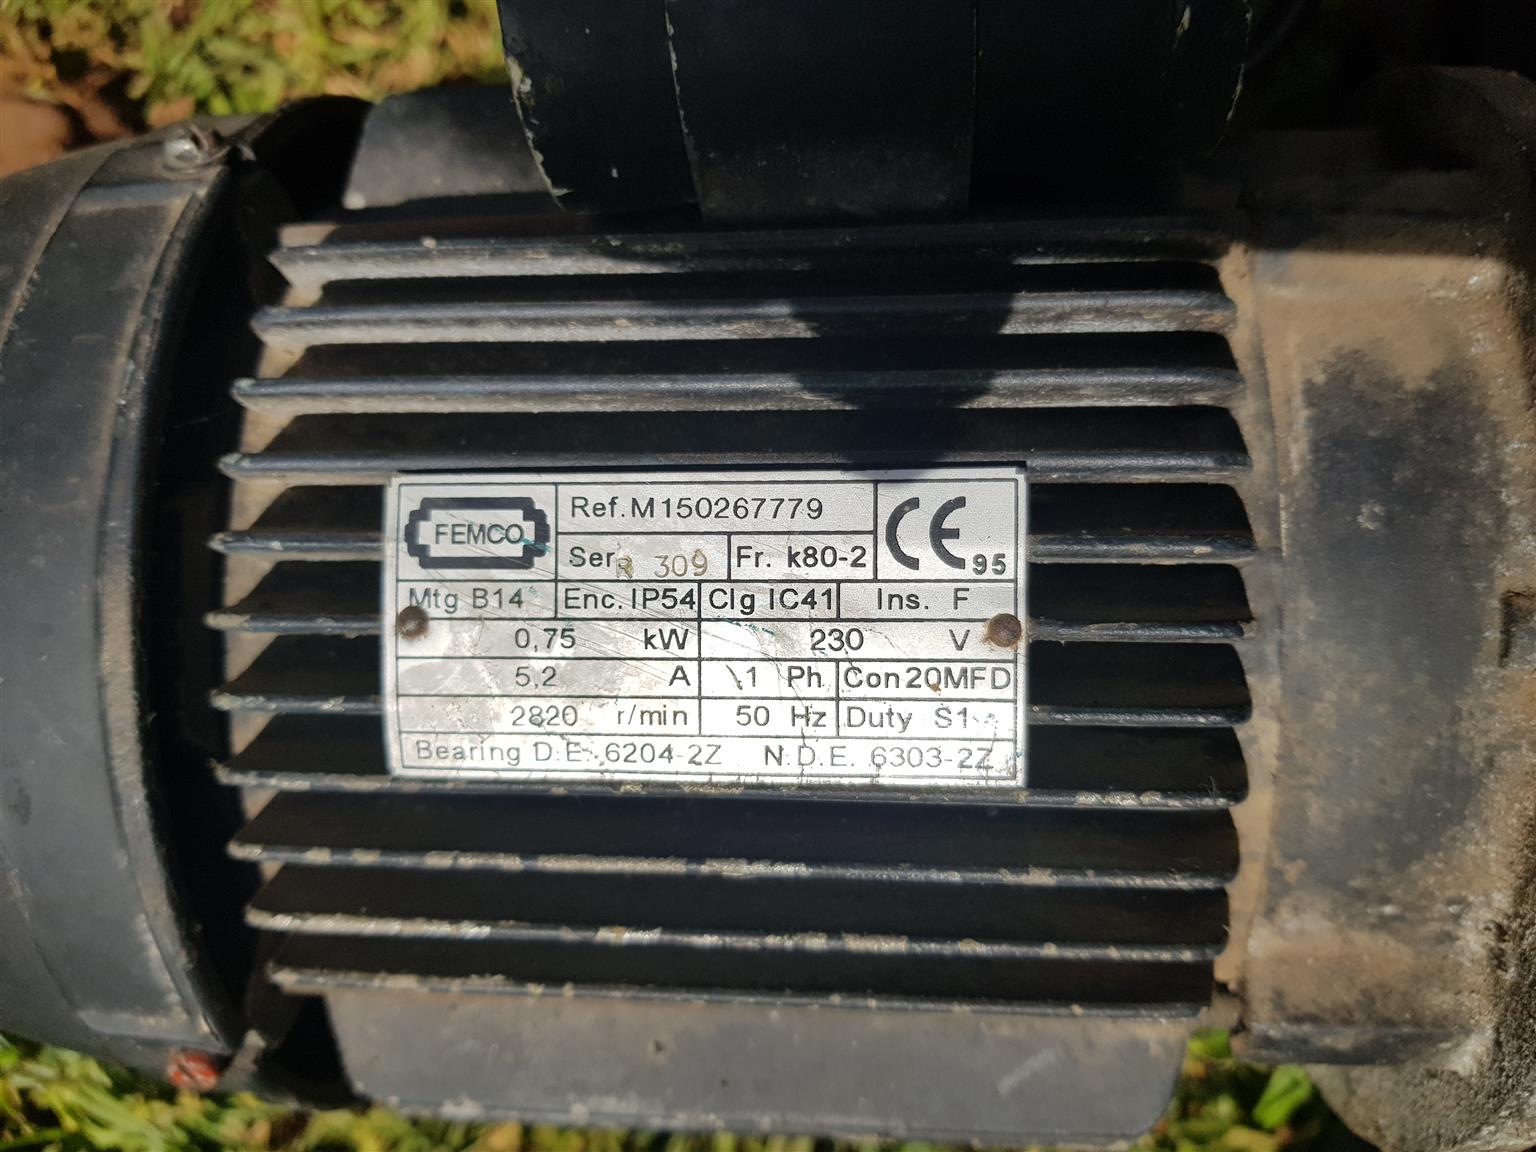 FEMCO
Ref. M150267779
Ser R 309 Fr. k80-2
CE 95
Mtg B14 Enc. IP54 Clg IC41 Ins. F
0,75 kW 230 V
5,2 A 1 Ph Con 20MFD
2820 r/min 50 Hz Duty S1
Bearing D.E. 6204-2Z N.D.E. 6303-2Z